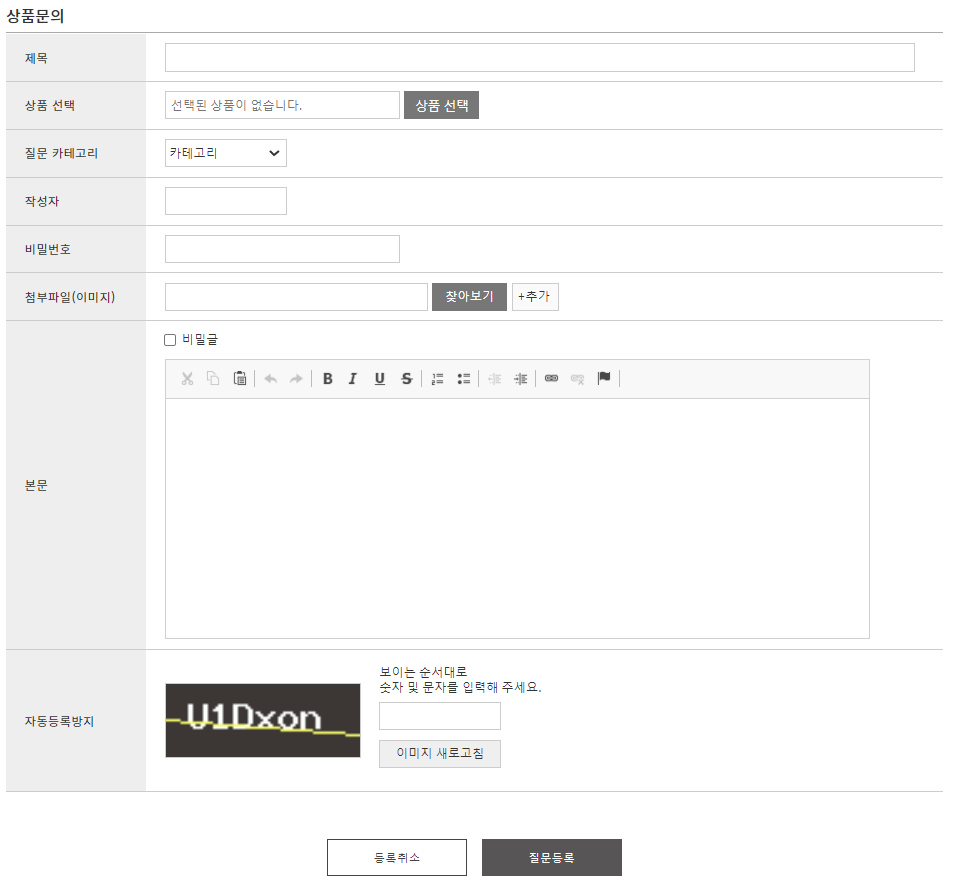 상품문의
제목
상품 선택
선택된 상품이 없습니다.
상품 선택
질문 카테고리
카테고리
작성자
비밀번호
첨부파일(이미지)
찾아보기
+추가
본문
비밀글
B I U S
자동등록방지
U1Dxon
보이는 순서대로
숫자 및 문자를 입력해 주세요.
이미지 새로고침
등록취소
질문등록